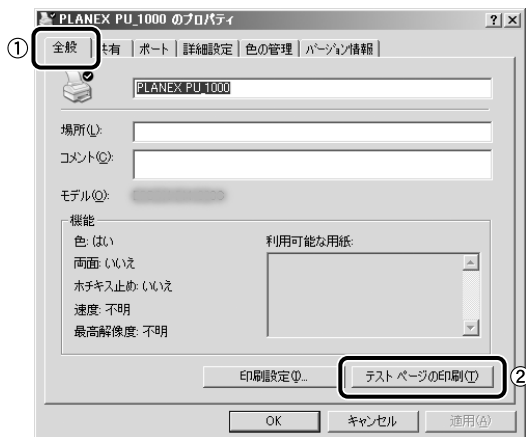 PLANEX PU_1000 のプロパティ
① 全般 共有 ポート 詳細設定 色の管理 バージョン情報
PLANEX PU_1000
場所(L):
コメント(C):
モデル(O):
機能
色: はい
利用可能な用紙:
両面: いいえ
ホチキス止め: いいえ
速度: 不明
最高解像度: 不明
印刷設定(I)... テスト ページの印刷(T) ②
OK キャンセル 適用(A)